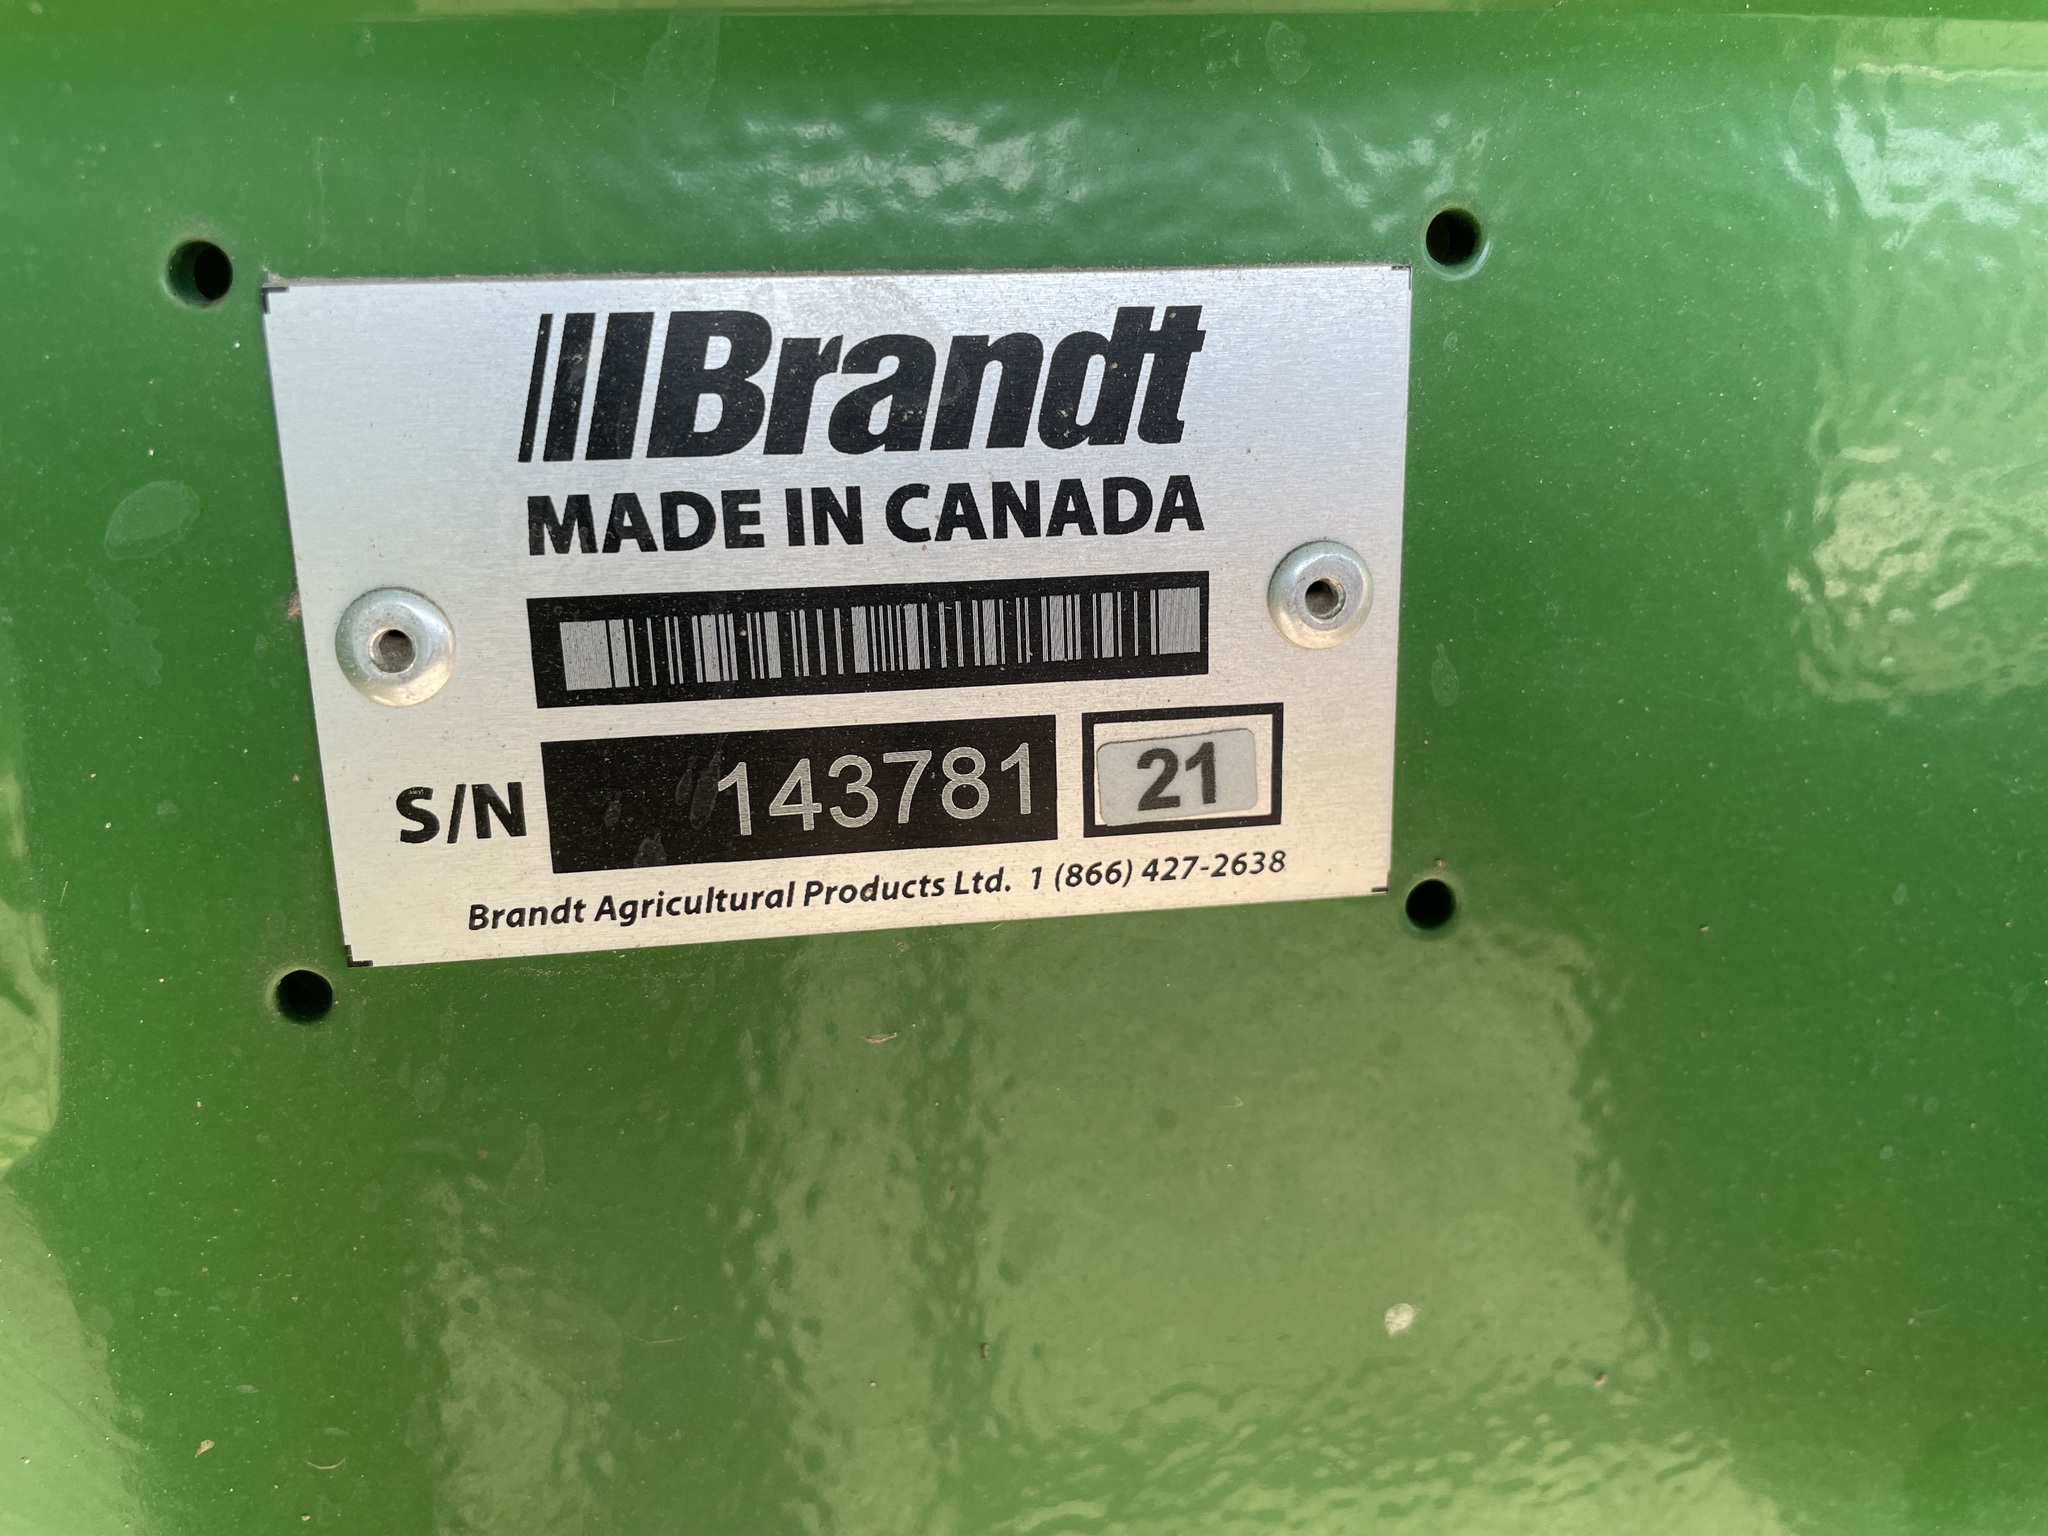 Brandt
MADE IN CANADA
S/N 143781 21
Brandt Agricultural Products Ltd. 1 (866) 427-2638